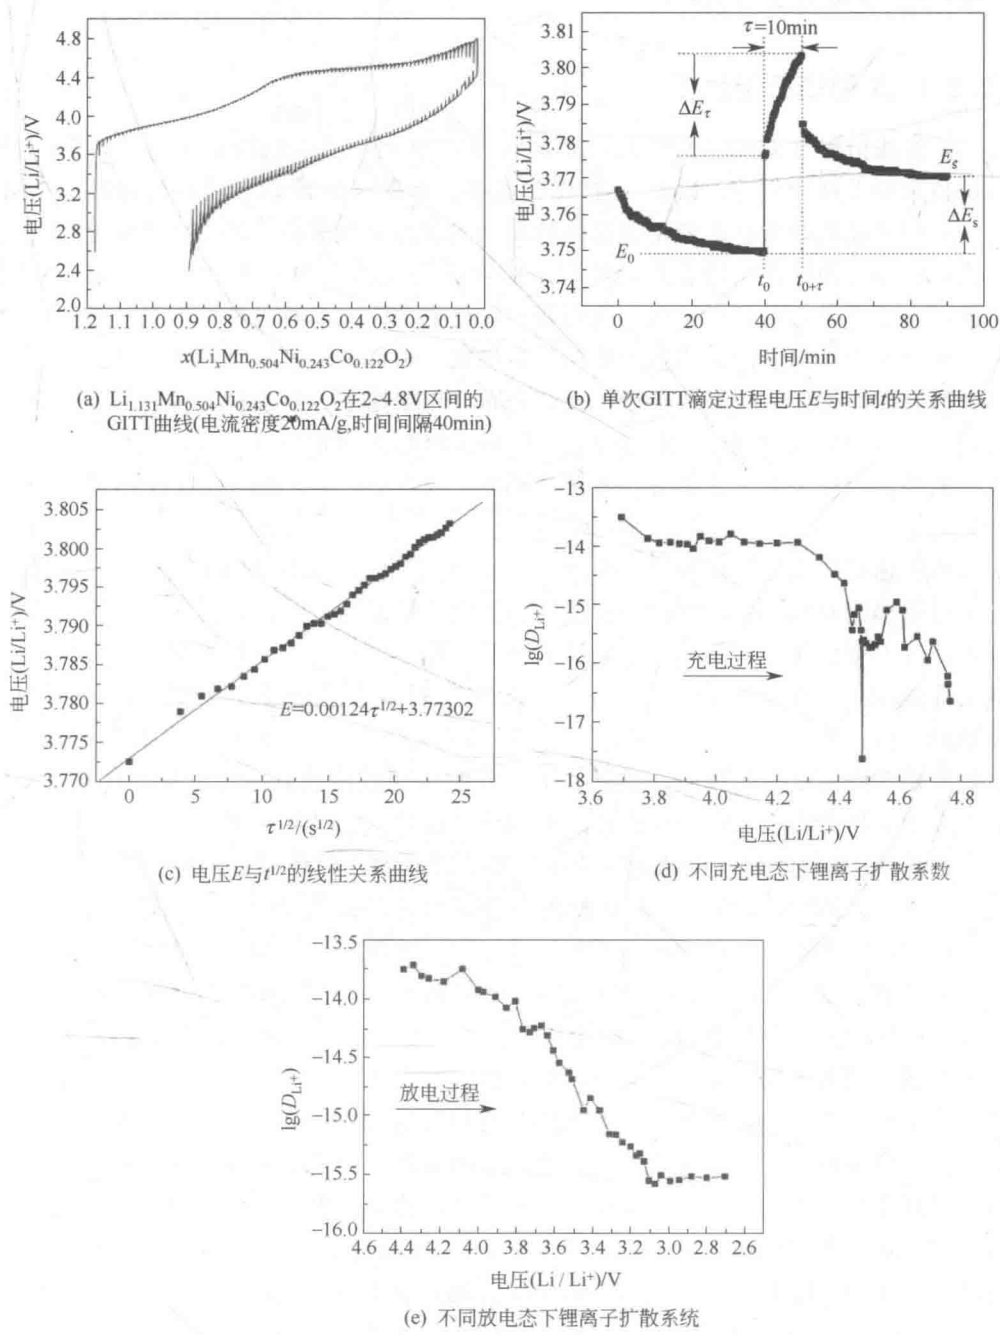 4.8
4.4
4.0
3.6
3.2
2.8
2.4
2.0
电压(Li/Li⁺)/V
1.2 1.1 1.0 0.9 0.8 0.7 0.6 0.5 0.4 0.3 0.2 0.1 0.0
x(LiₓMn₀.₅₀₄Ni₀.₂₄₃Co₀.₁₂₂O₂)
(a) Li₁.₁₃₁Mn₀.₅₀₄Ni₀.₂₄₃Co₀.₁₂₂O₂在2~4.8V区间的
GITT曲线(电流密度20mA/g,时间间隔40min)
3.81
3.80
3.79
3.78
3.77
3.76
3.75
3.74
电压(Li/Li⁺)/V
τ=10min
ΔEτ
Es
ΔEs
E₀
t₀ t₀₊τ
0 20 40 60 80 100
时间/min
(b) 单次GITT滴定过程电压E与时间t的关系曲线
3.805
3.800
3.795
3.790
3.785
3.780
3.775
3.770
电压(Li/Li⁺)/V
E=0.00124τ¹ᐟ²+3.77302
0 5 10 15 20 25
τ¹ᐟ²/(s¹ᐟ²)
(c) 电压E与t¹ᐟ²的线性关系曲线
−13
−14
−15
−16
−17
−18
lg(D_Li⁺)
充电过程
3.6 3.8 4.0 4.2 4.4 4.6 4.8
电压(Li/Li⁺)/V
(d) 不同充电态下锂离子扩散系数
−13.5
−14.0
−14.5
−15.0
−15.5
−16.0
lg(D_Li⁺)
放电过程
4.6 4.4 4.2 4.0 3.8 3.6 3.4 3.2 3.0 2.8 2.6
电压(Li / Li⁺)/V
(e) 不同放电态下锂离子扩散系统